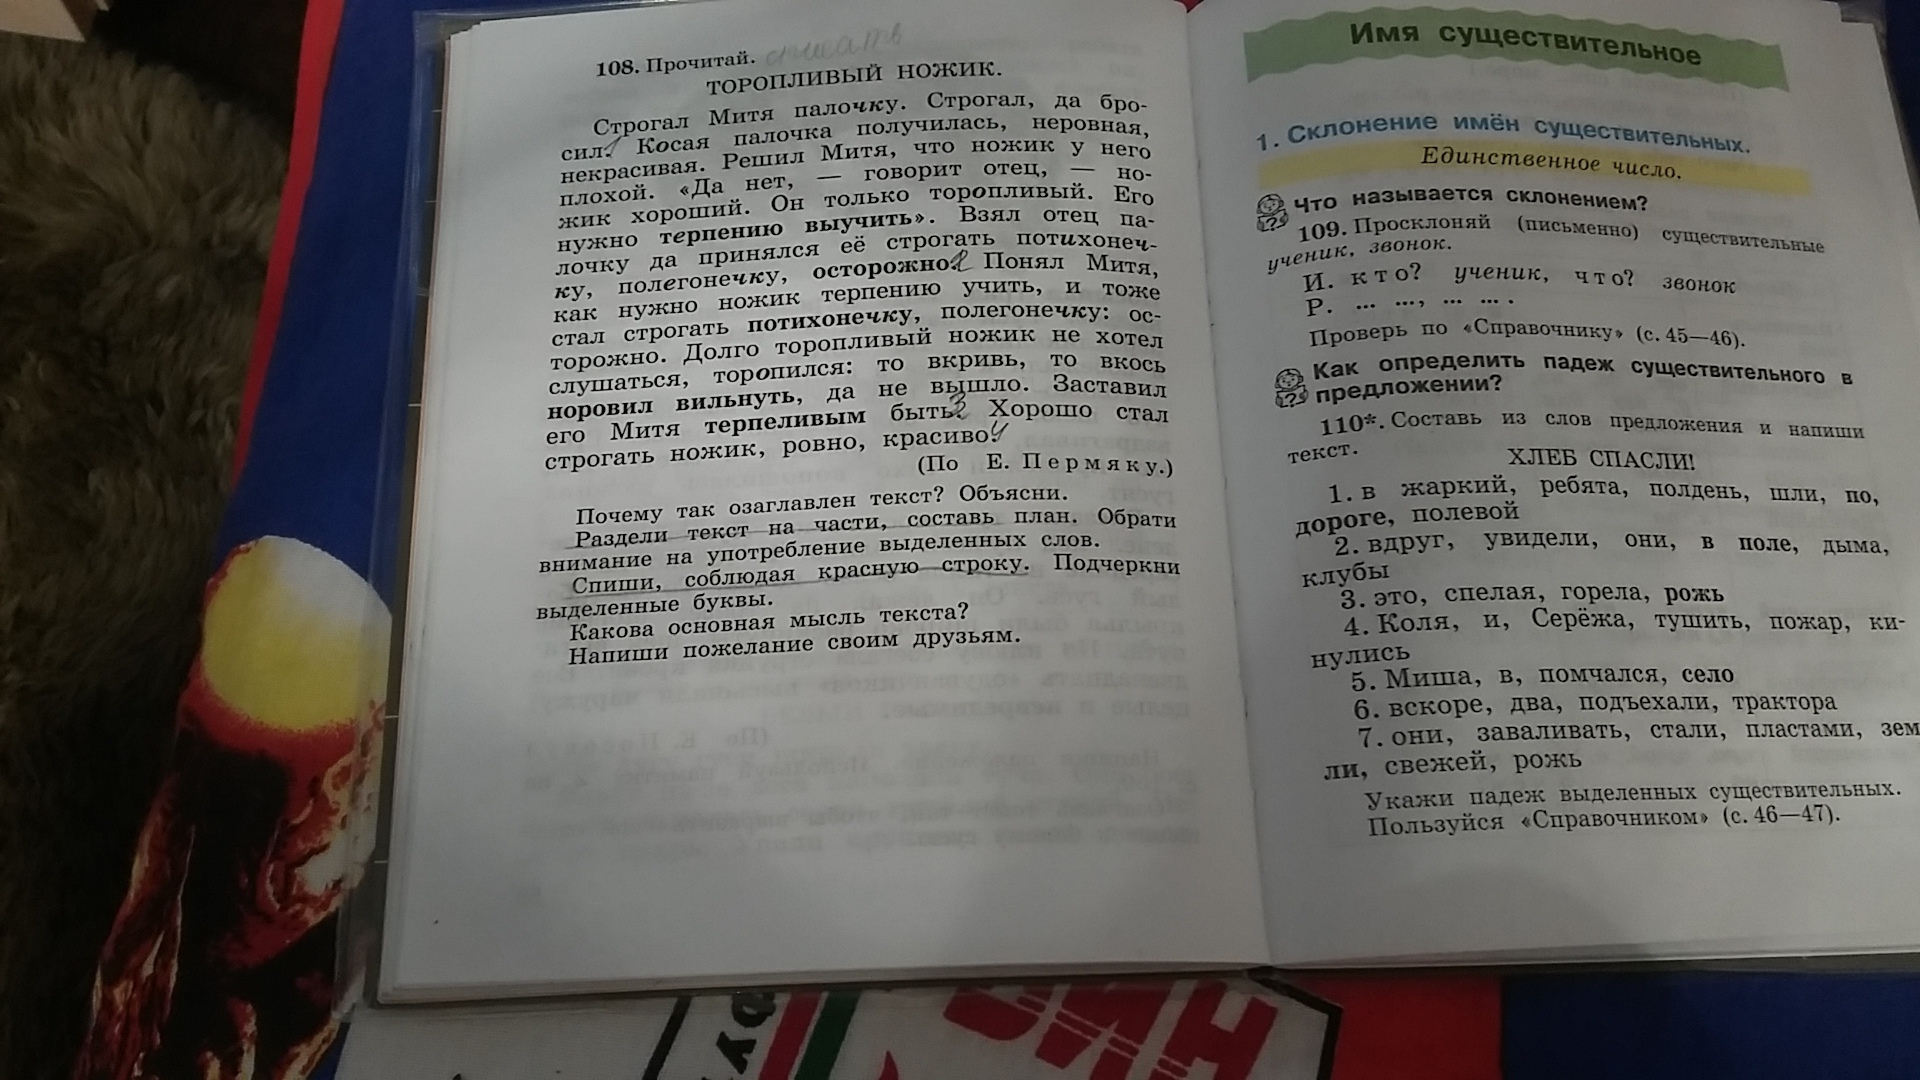 108. Прочитай. списать
ТОРОПЛИВЫЙ НОЖИК.
Строгал Митя палочку. Строгал, да бро-
сил. 1 Косая палочка получилась, неровная,
некрасивая. Решил Митя, что ножик у него
плохой. «Да нет, — говорит отец, — но-
жик хороший. Он только торопливый. Его
нужно терпению выучить». Взял отец па-
лочку да принялся её строгать потихонеч-
ку, полегонечку, осторожно. 2 Понял Митя,
как нужно ножик терпению учить, и тоже
стал строгать потихонечку, полегонечку: ос-
торожно. Долго торопливый ножик не хотел
слушаться, торопился: то вкривь, то вкось
норовил вильнуть, да не вышло. Заставил
его Митя терпеливым быть. 3 Хорошо стал
строгать ножик, ровно, красиво. 4
(По Е. Пермяку.)
Почему так озаглавлен текст? Объясни.
Раздели текст на части, составь план. Обрати
внимание на употребление выделенных слов.
Спиши, соблюдая красную строку. Подчеркни
выделенные буквы.
Какова основная мысль текста?
Напиши пожелание своим друзьям.
Имя существительное
1. Склонение имён существительных.
Единственное число.
Что называется склонением?
109. Просклоняй (письменно) существительные
ученик, звонок.
И. кто? ученик, что? звонок
Р. ... ..., ... ... .
Проверь по «Справочнику» (с. 45—46).
Как определить падеж существительного в
предложении?
110*. Составь из слов предложения и напиши
текст.
ХЛЕБ СПАСЛИ!
1. в жаркий, ребята, полдень, шли, по,
дороге, полевой
2. вдруг, увидели, они, в поле, дыма,
клубы
3. это, спелая, горела, рожь
4. Коля, и, Серёжа, тушить, пожар, ки-
нулись
5. Миша, в, помчался, село
6. вскоре, два, подъехали, трактора
7. они, заваливать, стали, пластами, зем
ли, свежей, рожь
Укажи падеж выделенных существительных.
Пользуйся «Справочником» (с. 46—47).